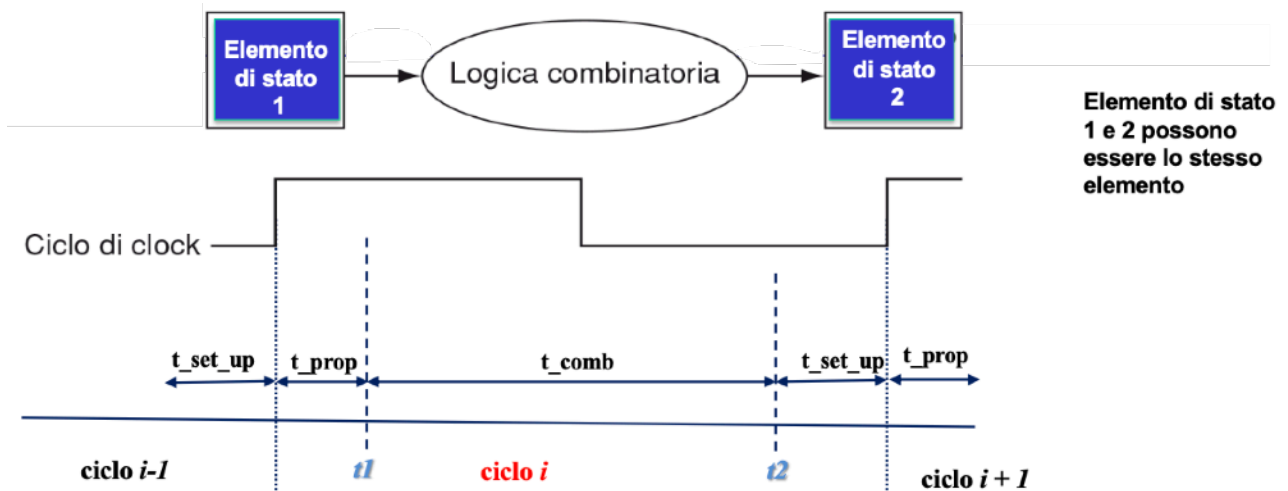 Elemento
di stato
1
Logica combinatoria
Elemento
di stato
2
Elemento di stato
1 e 2 possono
essere lo stesso
elemento
Ciclo di clock
t_set_up
t_prop
t_comb
t_set_up
t_prop
ciclo i-1
t1
ciclo i
t2
ciclo i + 1